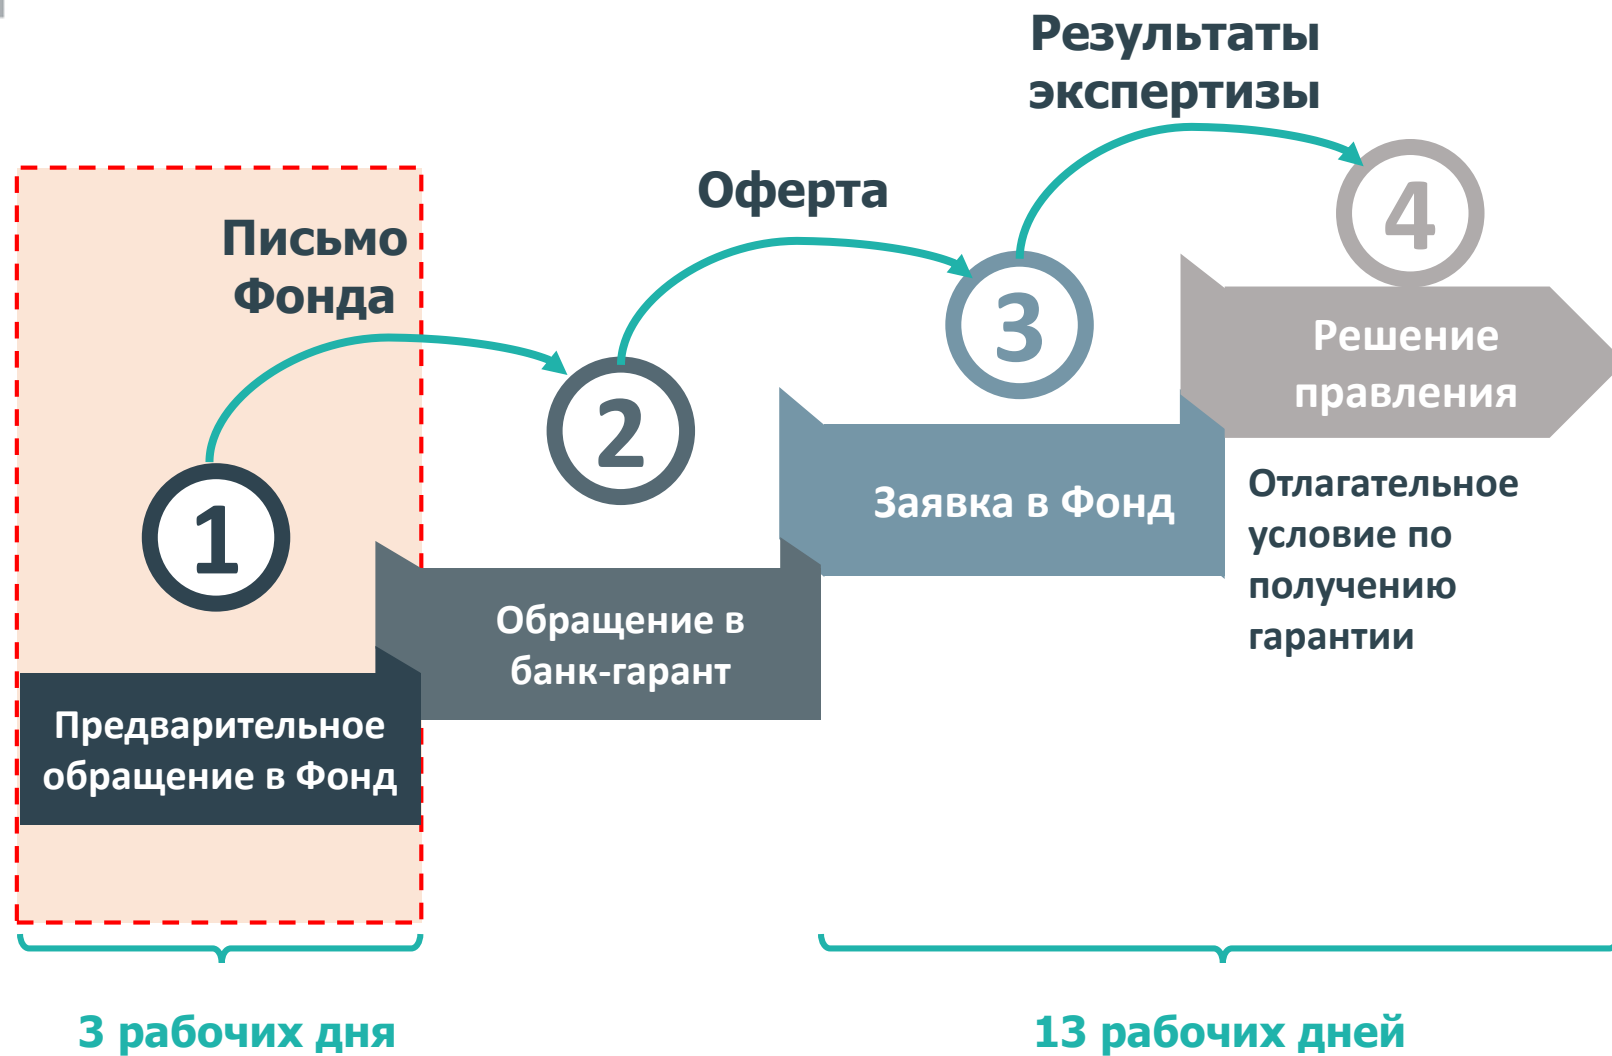 Результаты
экспертизы
4
Оферта
Письмо
Фонда
3
Решение
правления
2
Заявка в Фонд
Отлагательное
условие по
получению
гарантии
1
Обращение в
банк-гарант
Предварительное
обращение в Фонд
3 рабочих дня
13 рабочих дней